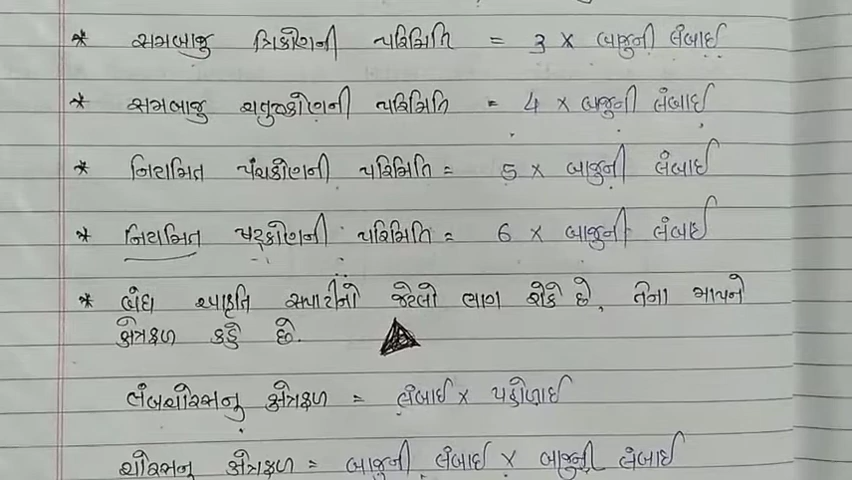 * સમબાજુ ત્રિકોણની પરિમિતિ = 3 × બાજુની લંબાઈ
* સમબાજુ ચતુષ્કોણની પરિમિતિ = 4 × બાજુની લંબાઈ
* નિયમિત પંચકોણની પરિમિતિ = 5 × બાજુની લંબાઈ
* નિયમિત ષટ્કોણની પરિમિતિ = 6 × બાજુની લંબાઈ
* બંધ આકૃતિ સપાટીનો જેટલો ભાગ રોકે છે, તેના માપને
ક્ષેત્રફળ કહે છે.
લંબચોરસનુ ક્ષેત્રફળ = લંબાઈ × પહોળાઈ
ચોરસનુ ક્ષેત્રફળ = બાજુની લંબાઈ × બાજુની લંબાઈ